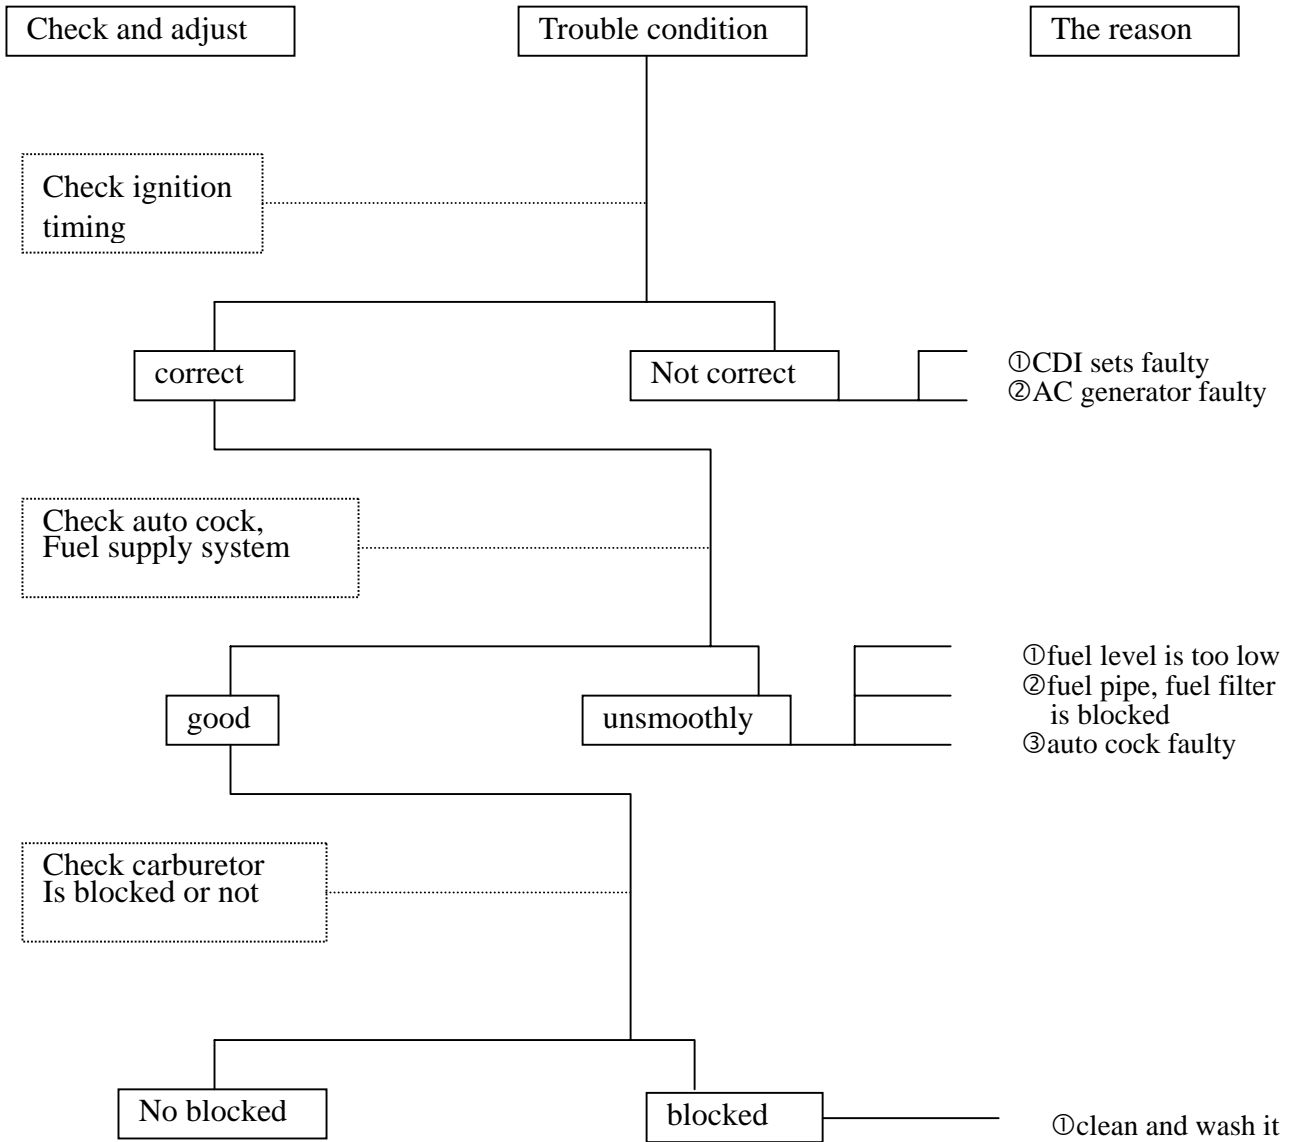 Check and adjust
Trouble condition
The reason
Check ignition
timing
correct
Not correct
①CDI sets faulty
②AC generator faulty
Check auto cock,
Fuel supply system
①fuel level is too low
②fuel pipe, fuel filter
is blocked
③auto cock faulty
good
unsmoothly
Check carburetor
Is blocked or not
No blocked
blocked
①clean and wash it